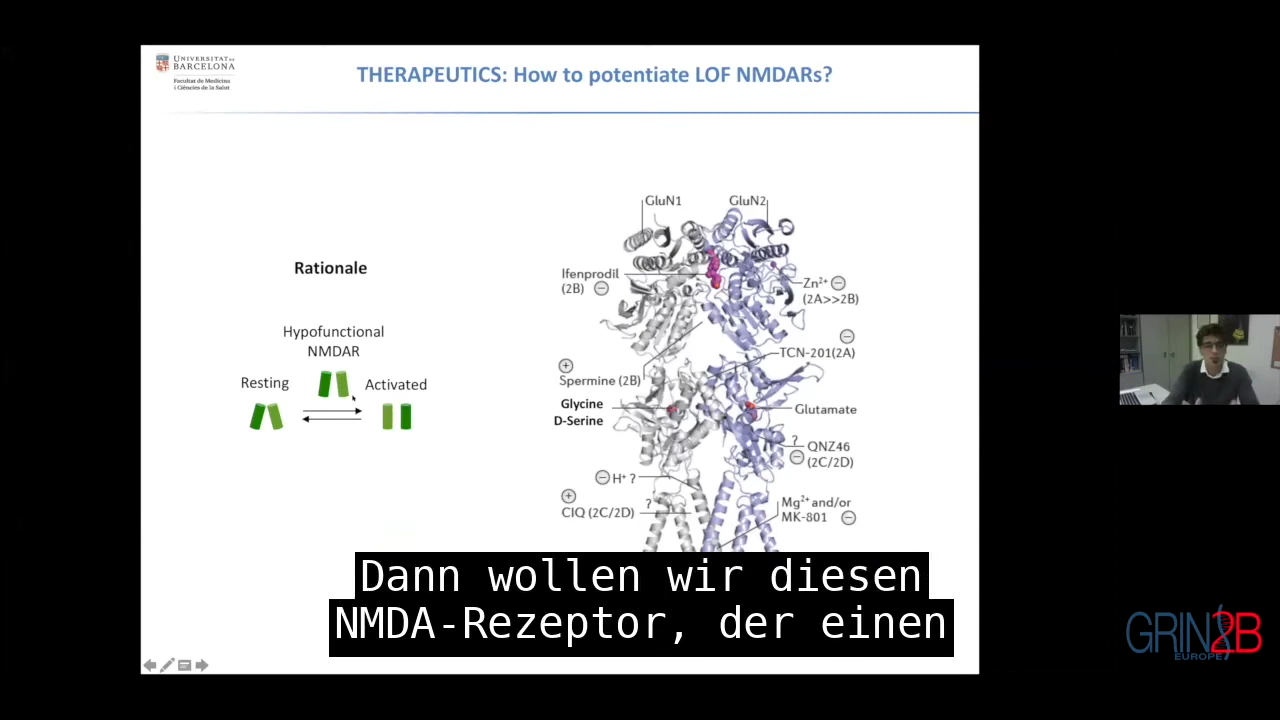 UNIVERSITAT DE
BARCELONA
Facultat de Medicina
i Ciències de la Salut
THERAPEUTICS: How to potentiate LOF NMDARs?
Rationale
Hypofunctional
NMDAR
Resting
Activated
GluN1
GluN2
Ifenprodil
(2B) −
Zn2+ −
(2A>>2B)
−
TCN-201(2A)
+
Spermine (2B)
Glycine
D-Serine
Glutamate
?
QNZ46
− (2C/2D)
− H+ ?
+
?
CIQ (2C/2D)
Mg2+ and/or
MK-801 −
Dann wollen wir diesen
NMDA-Rezeptor, der einen
GRIN2B
EUROPE